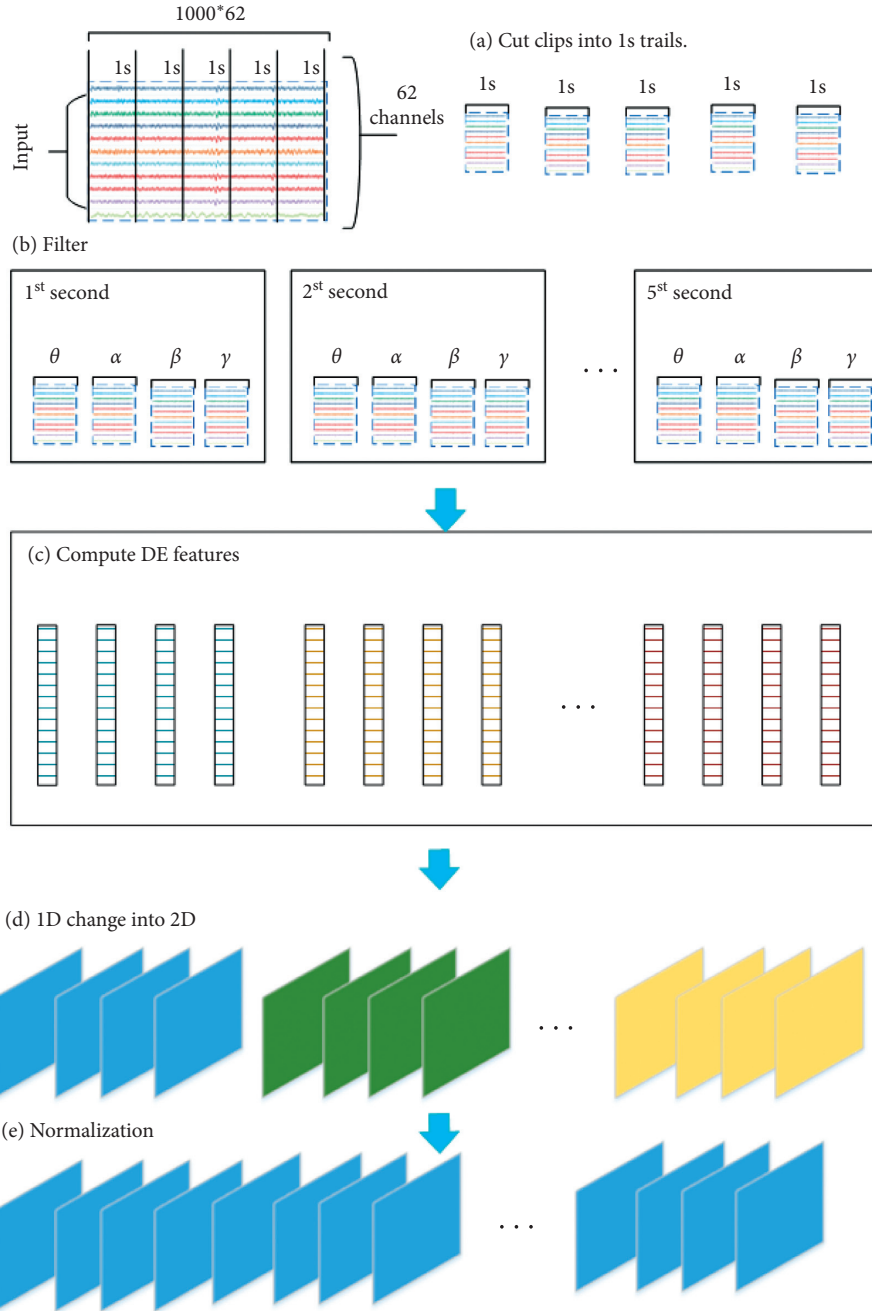 1000*62
1s 1s 1s 1s 1s
Input
62
channels
(a) Cut clips into 1s trails.
1s 1s 1s 1s 1s
(b) Filter
1st second
θ α β γ
2st second
θ α β γ
. . .
5st second
θ α β γ
(c) Compute DE features
. . .
(d) 1D change into 2D
. . .
(e) Normalization
. . .